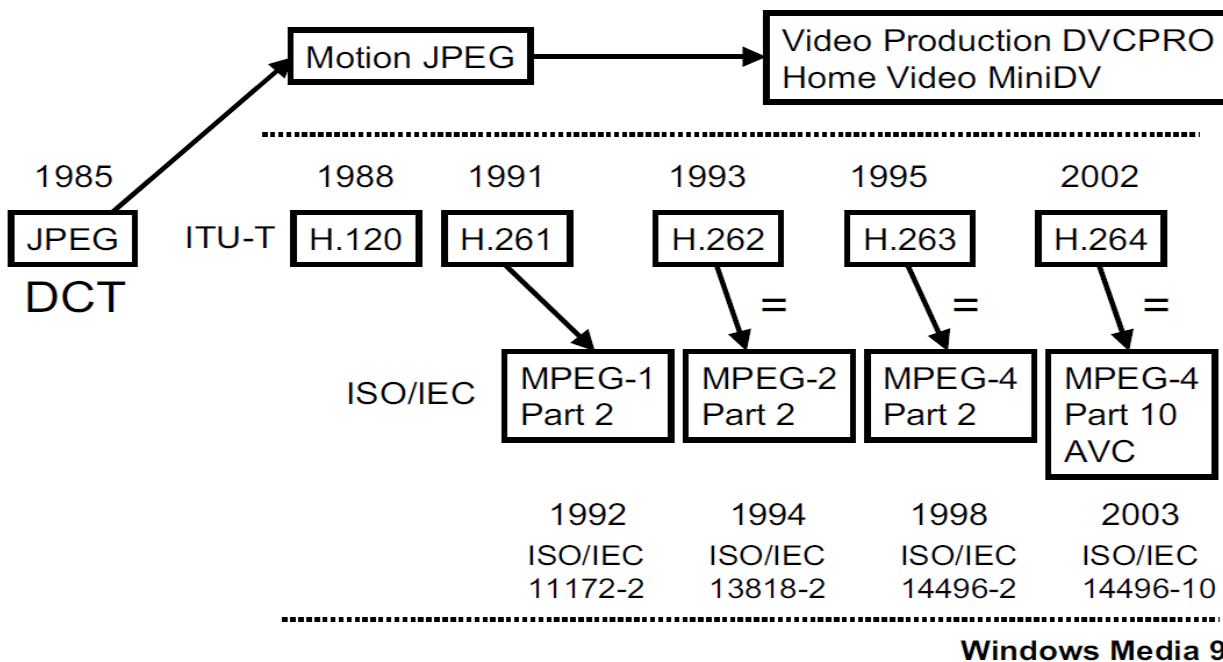 Motion JPEG
Video Production DVCPRO
Home Video MiniDV
1985 1988 1991 1993 1995 2002
JPEG ITU-T H.120 H.261 H.262 H.263 H.264
DCT
= = =
ISO/IEC
MPEG-1
Part 2
MPEG-2
Part 2
MPEG-4
Part 2
MPEG-4
Part 10
AVC
1992 1994 1998 2003
ISO/IEC ISO/IEC ISO/IEC ISO/IEC
11172-2 13818-2 14496-2 14496-10
Windows Media 9